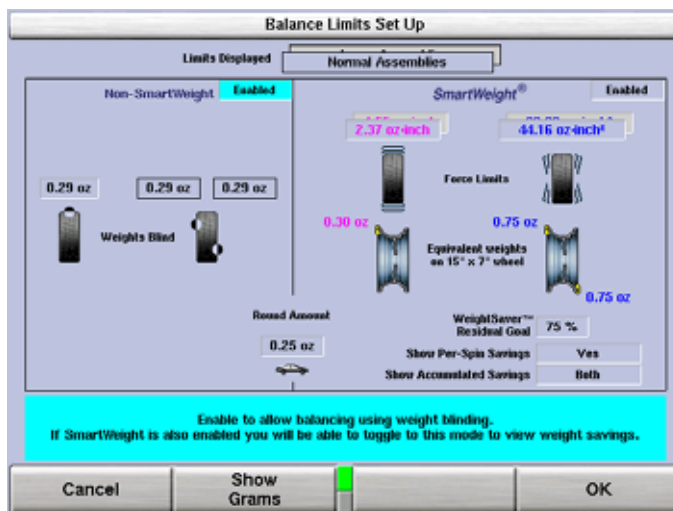 Balance Limits Set Up
Limits Displayed
Normal Assemblies
Non-SmartWeight
Enabled
SmartWeight®
Enabled
2.37 oz-inch
44.16 oz-inch²
Force Limits
0.29 oz
0.29 oz
0.29 oz
Weights Blind
0.30 oz
0.75 oz
Equivalent weights
on 15" x 7" wheel
0.75 oz
Round Amount
0.25 oz
WeightSaver™
Residual Goal
75 %
Show Per-Spin Savings
Yes
Show Accumulated Savings
Both
Enable to allow balancing using weight blinding.
If SmartWeight is also enabled you will be able to toggle to this mode to view weight savings.
Cancel
Show
Grams
OK